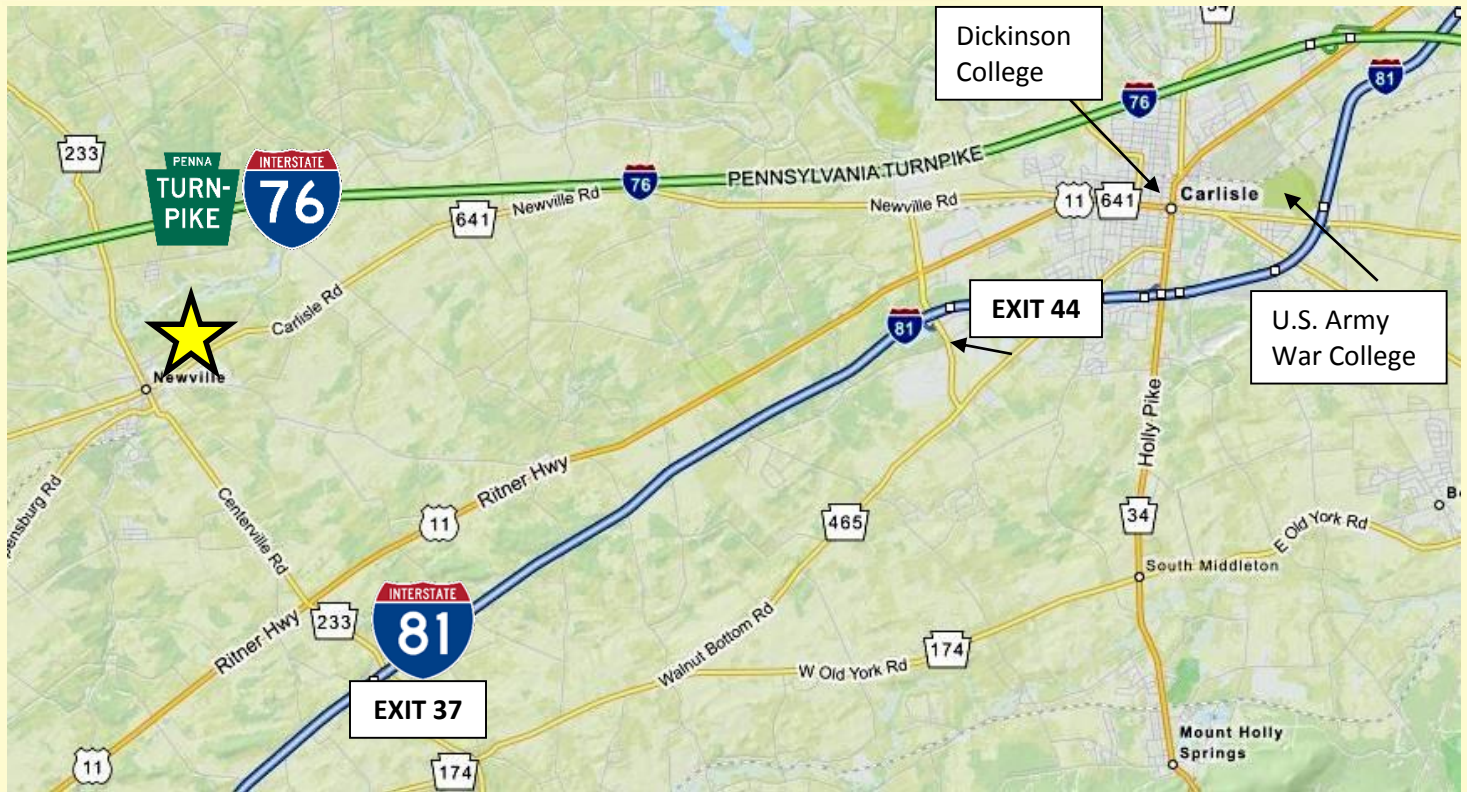 34
Dickinson
College
81
76
233
PENNA
TURN-
PIKE
INTERSTATE
76
76
PENNSYLVANIA TURNPIKE
Newville Rd
641
Newville Rd
11
641
Carlisle
Carlisle Rd
EXIT 44
81
U.S. Army
War College
Newville
Holly Pike
Ritner Hwy
11
465
34
E Old York Rd
Centerville Rd
South Middleton
INTERSTATE
81
233
Ritner Hwy
Walnut Bottom Rd
W Old York Rd
174
EXIT 37
Mount Holly
Springs
11
174